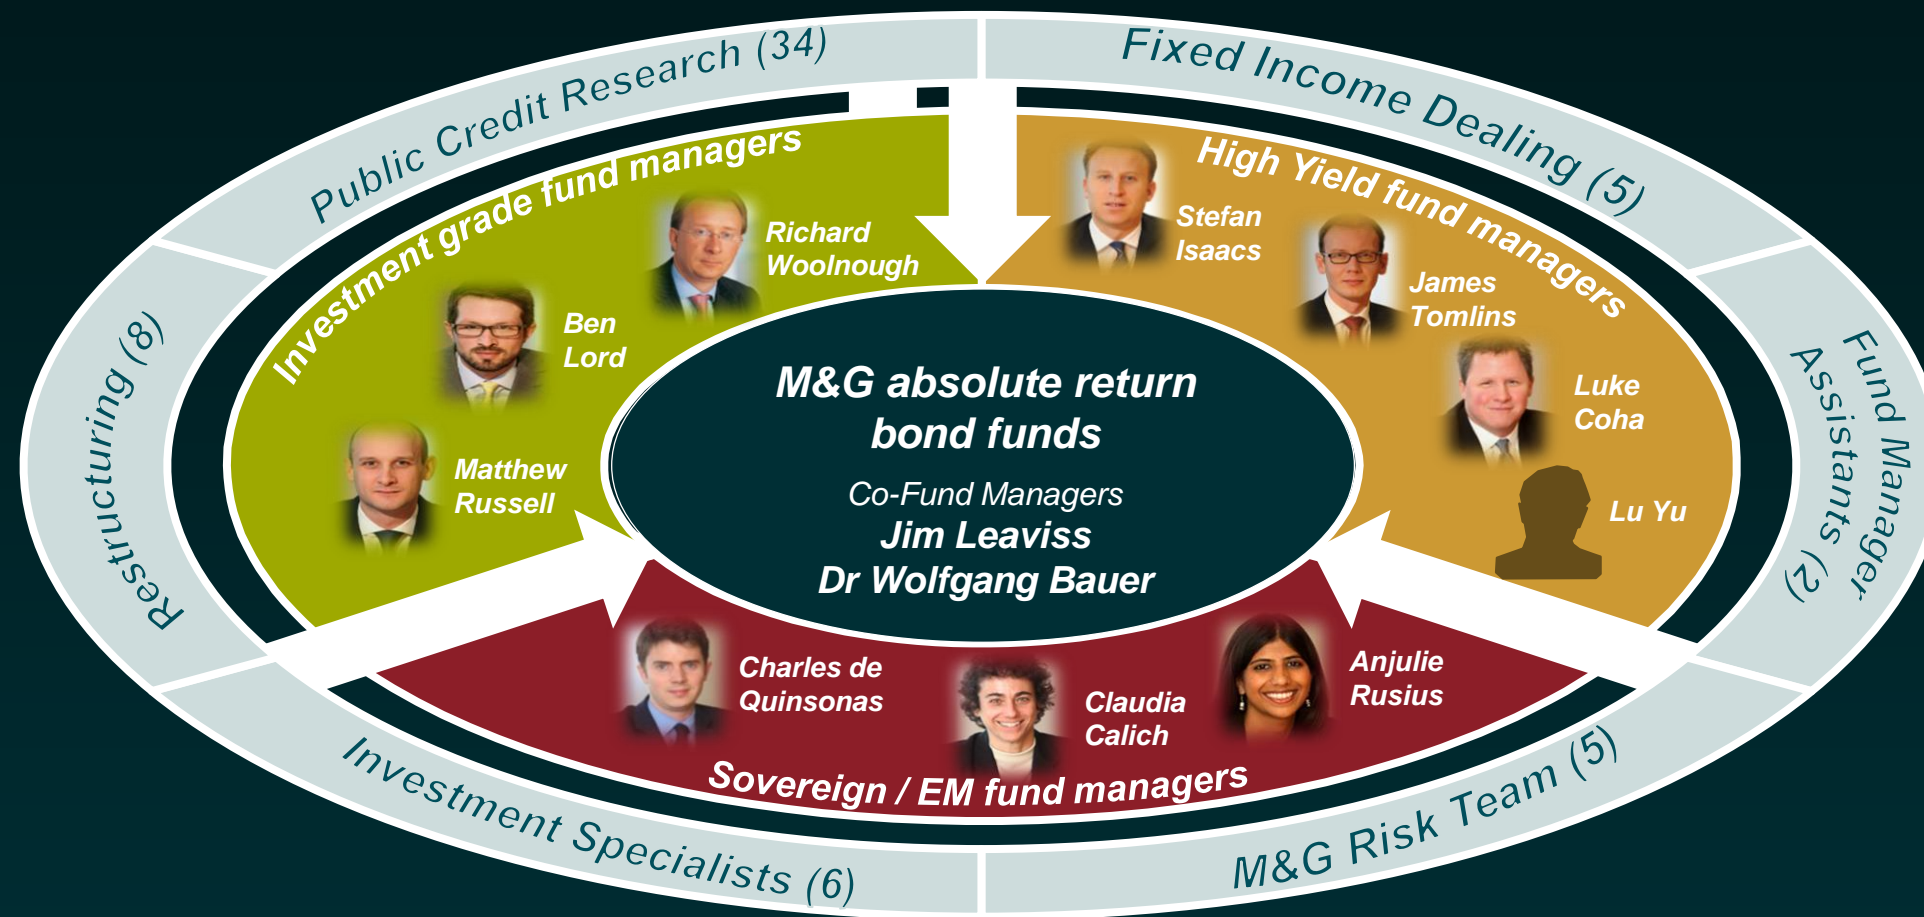 Public Credit Research (34)
Fixed Income Dealing (5)
Investment grade fund managers
High Yield fund managers
Richard
Woolnough
Stefan
Isaacs
Ben
Lord
James
Tomlins
Restructuring (8)
Fund Manager
Assistants (2)
Matthew
Russell
Luke
Coha
Lu Yu
M&G absolute return
bond funds
Co-Fund Managers
Jim Leaviss
Dr Wolfgang Bauer
Charles de
Quinsonas
Claudia
Calich
Anjulie
Rusius
Sovereign / EM fund managers
Investment Specialists (6)
M&G Risk Team (5)